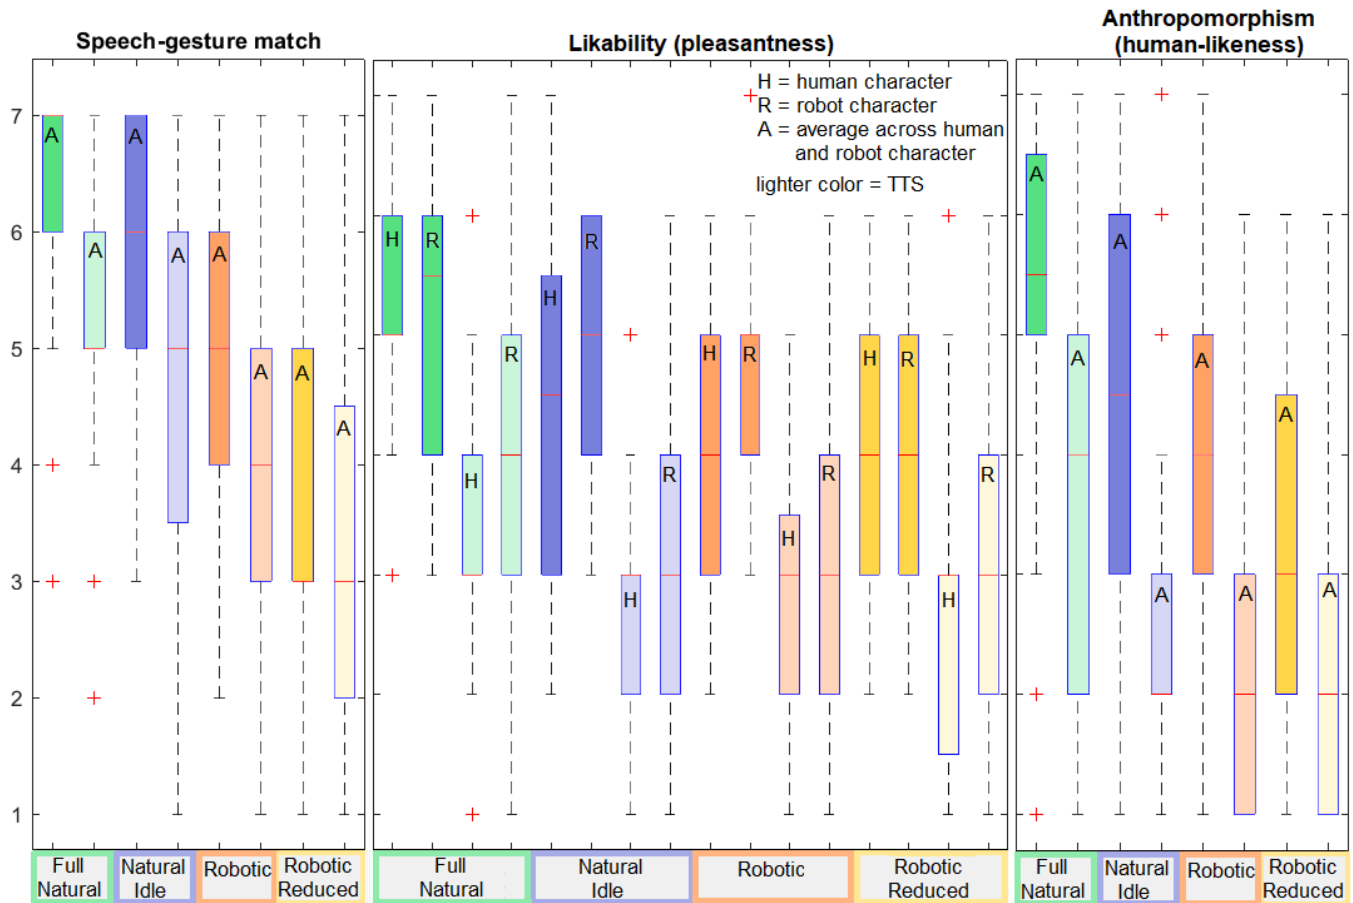 Speech-gesture match
Likability (pleasantness)
Anthropomorphism
(human-likeness)
H = human character
R = robot character
A = average across human
and robot character
lighter color = TTS
7
6
5
4
3
2
1
A
A
A
A
A
A
A
A
H
R
H
R
H
R
H
R
H
R
H
R
H
R
H
R
A
A
A
A
A
A
A
A
Full
Natural
Natural
Idle
Robotic
Robotic
Reduced
Full
Natural
Natural
Idle
Robotic
Robotic
Reduced
Full
Natural
Natural
Idle
Robotic
Robotic
Reduced